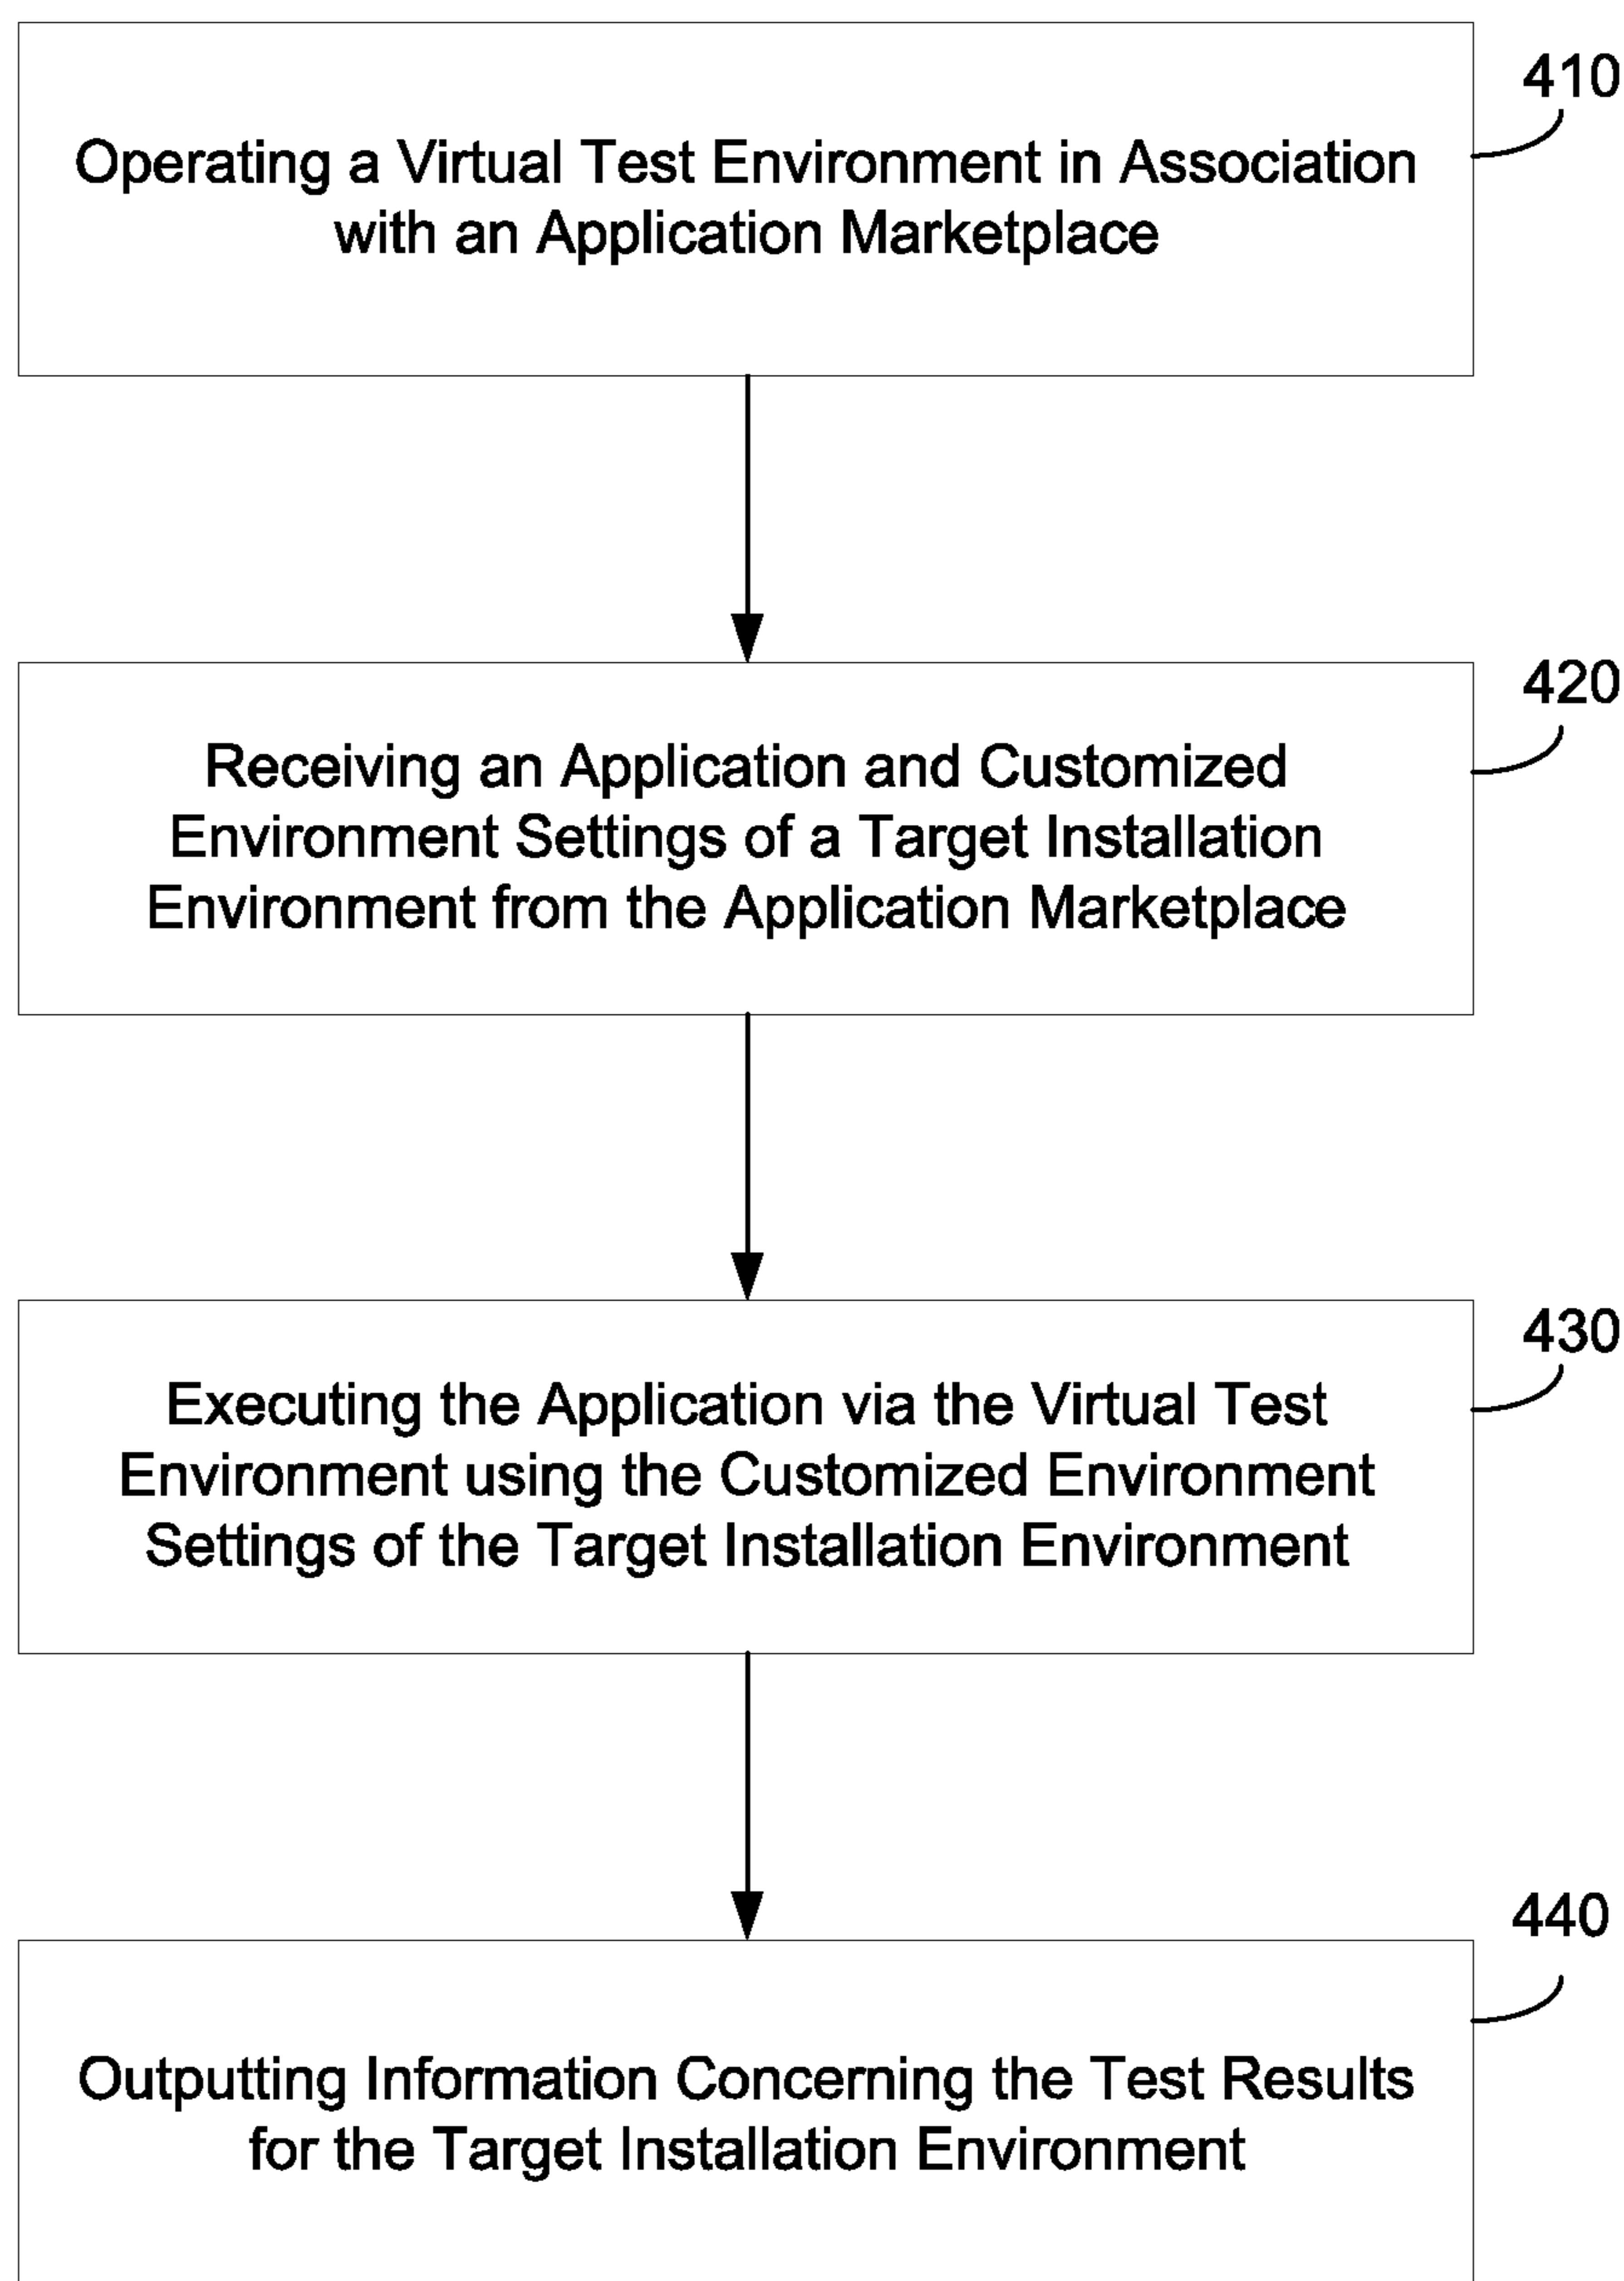 410
Operating a Virtual Test Environment in Association
with an Application Marketplace
420
Receiving an Application and Customized
Environment Settings of a Target Installation
Environment from the Application Marketplace
430
Executing the Application via the Virtual Test
Environment using the Customized Environment
Settings of the Target Installation Environment
440
Outputting Information Concerning the Test Results
for the Target Installation Environment